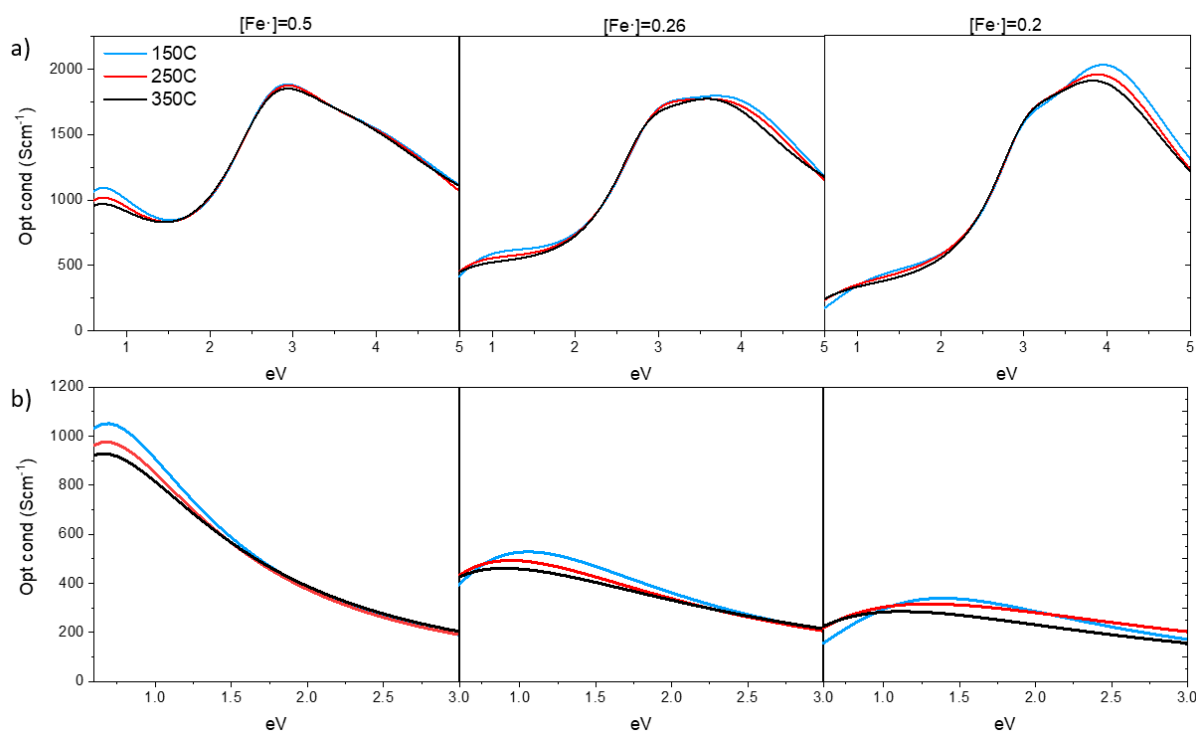 [Fe·]=0.5 [Fe·]=0.26 [Fe·]=0.2
a)
150C
250C
350C
2000
1500
1000
500
0
Opt cond (Scm⁻¹)
1 2 3 4 5 1 2 3 4 5 1 2 3 4 5
eV eV eV
b)
1200
1000
800
600
400
200
0
Opt cond (Scm⁻¹)
1.0 1.5 2.0 2.5 3.0 1.0 1.5 2.0 2.5 3.0 1.0 1.5 2.0 2.5 3.0
eV eV eV